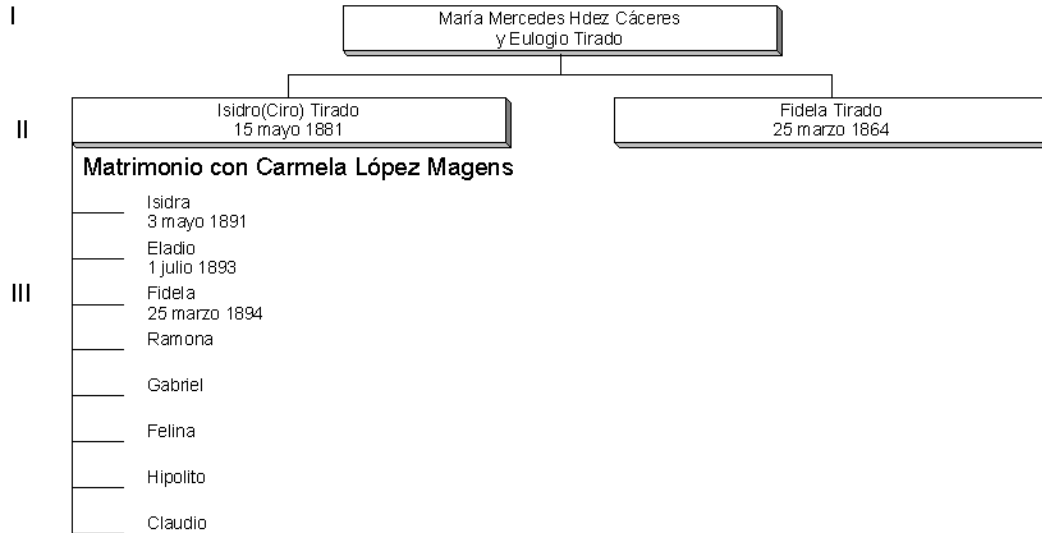 I
María Mercedes Hdez Cáceres
y Eulogio Tirado
II
Isidro(Ciro) Tirado
15 mayo 1881
Fidela Tirado
25 marzo 1864
Matrimonio con Carmela López Magens
Isidra
3 mayo 1891
Eladio
1 julio 1893
III
Fidela
25 marzo 1894
Ramona
Gabriel
Felina
Hipolito
Claudio